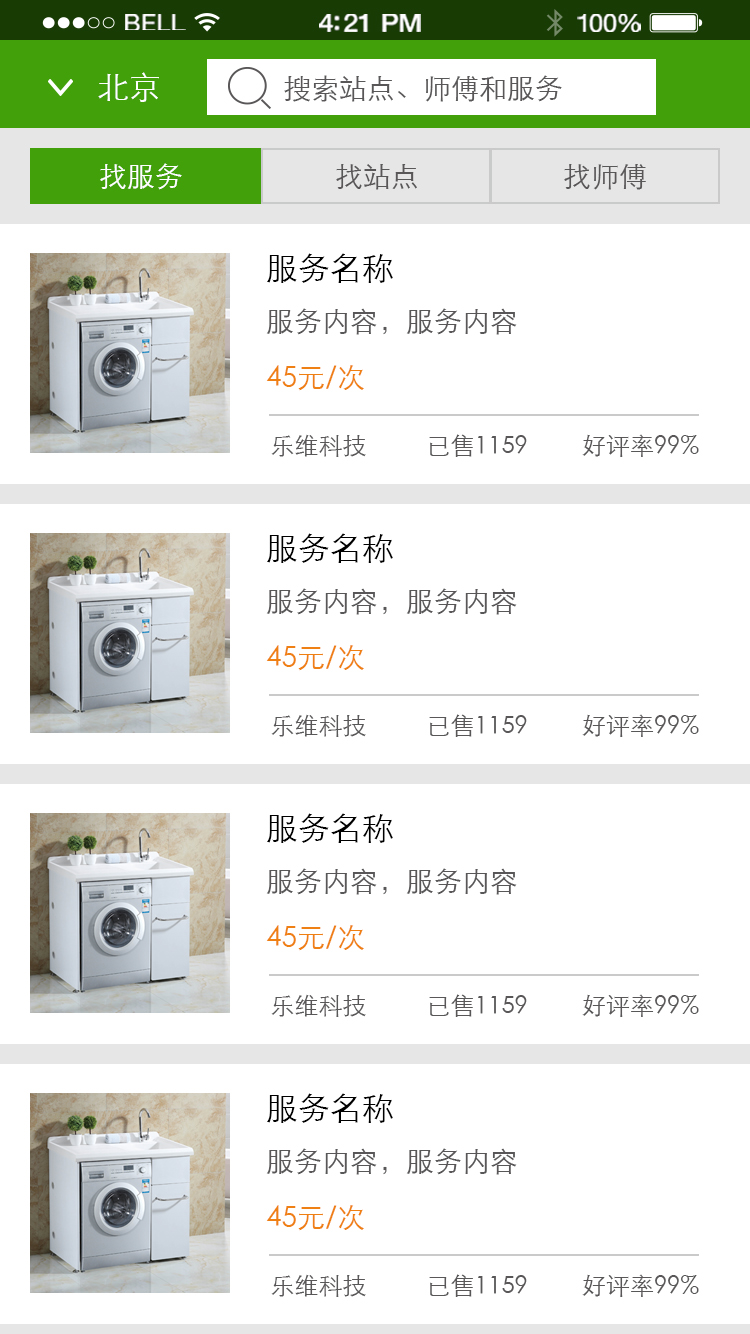 BELL 4:21 PM 100%
北京 搜索站点、师傅和服务
找服务 找站点 找师傅
服务名称
服务内容，服务内容
45元/次
乐维科技 已售1159 好评率99%
服务名称
服务内容，服务内容
45元/次
乐维科技 已售1159 好评率99%
服务名称
服务内容，服务内容
45元/次
乐维科技 已售1159 好评率99%
服务名称
服务内容，服务内容
45元/次
乐维科技 已售1159 好评率99%